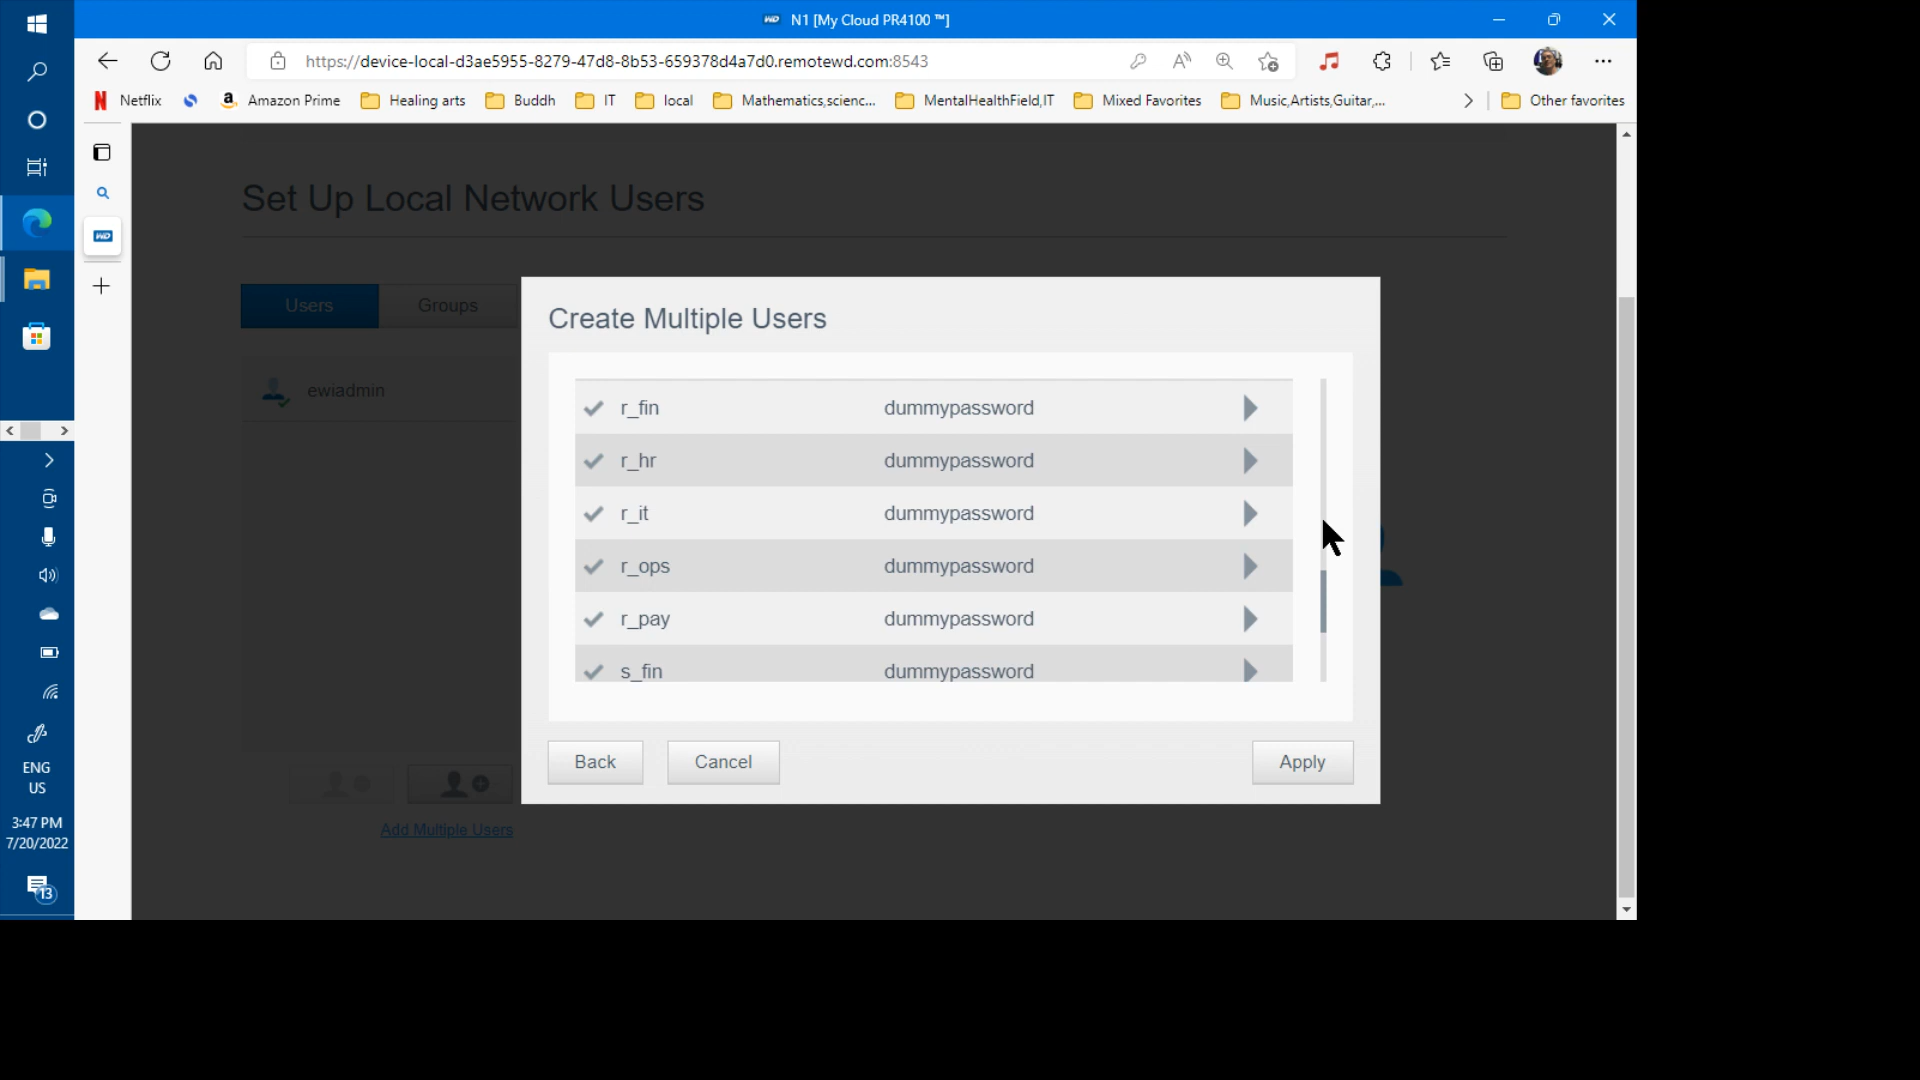 WD N1 [My Cloud PR4100 ™]
https://device-local-d3ae5955-8279-47d8-8b53-659378d4a7d0.remotewd.com:8543
Netflix
Amazon Prime
Healing arts
Buddh
IT
local
Mathematics,scienc...
MentalHealthField,IT
Mixed Favorites
Music,Artists,Guitar,...
Other favorites
WD
Set Up Local Network Users
Users
Groups
ewiadmin
Create Multiple Users
r_fin dummypassword
r_hr dummypassword
r_it dummypassword
r_ops dummypassword
r_pay dummypassword
s_fin dummypassword
Back
Cancel
Apply
Add Multiple Users
ENG
US
3:47 PM
7/20/2022
13